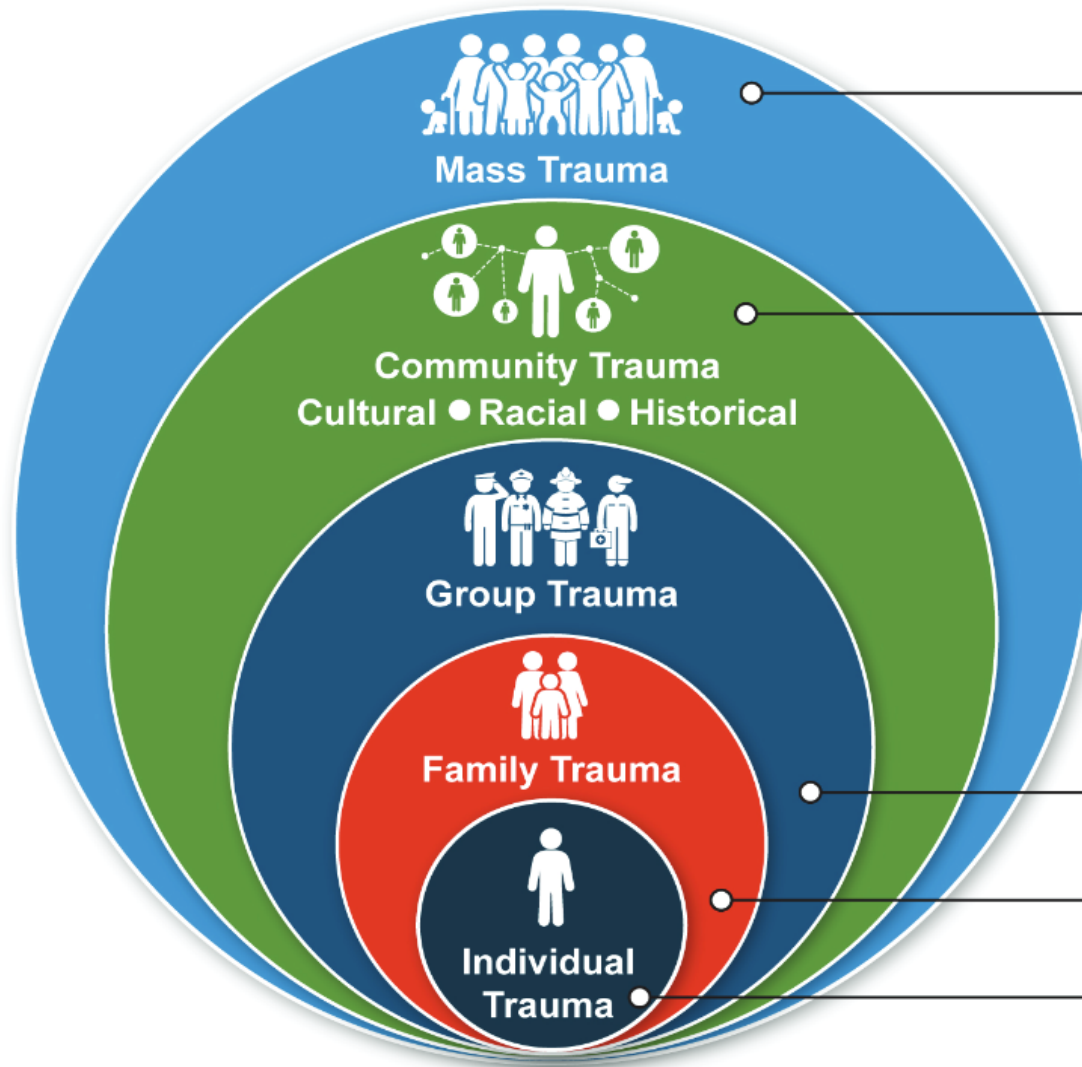 Mass Trauma
Community Trauma
Cultural ● Racial ● Historical
Group Trauma
Family Trauma
Individual
Trauma